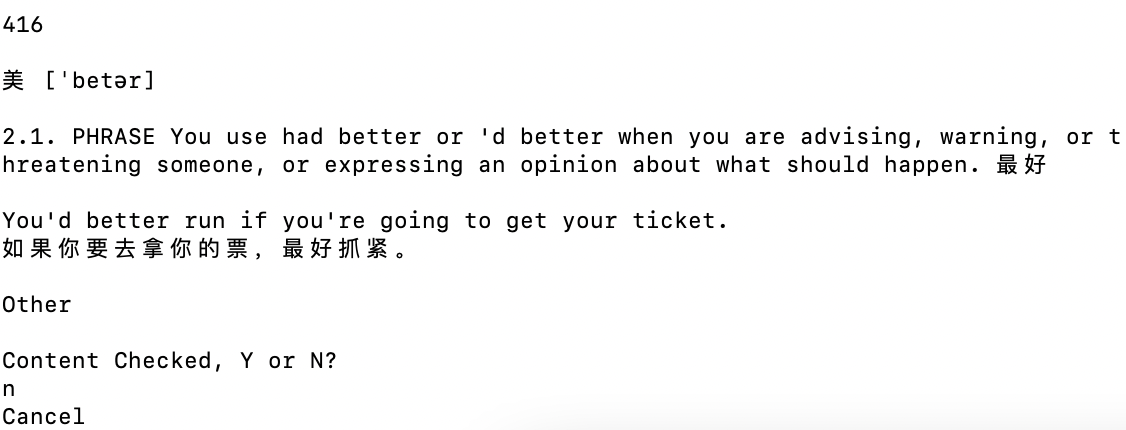 416
美 [ˈbetər]
2.1. PHRASE You use had better or 'd better when you are advising, warning, or t
hreatening someone, or expressing an opinion about what should happen. 最好
You'd better run if you're going to get your ticket.
如果你要去拿你的票，最好抓紧。
Other
Content Checked, Y or N?
n
Cancel